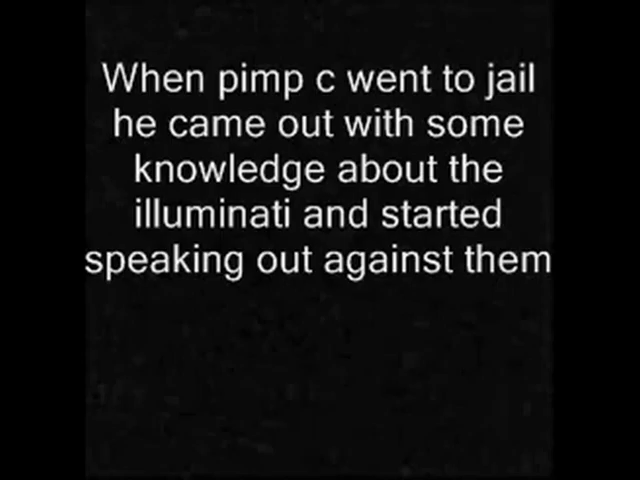 When pimp c went to jail
he came out with some
knowledge about the
illuminati and started
speaking out against them